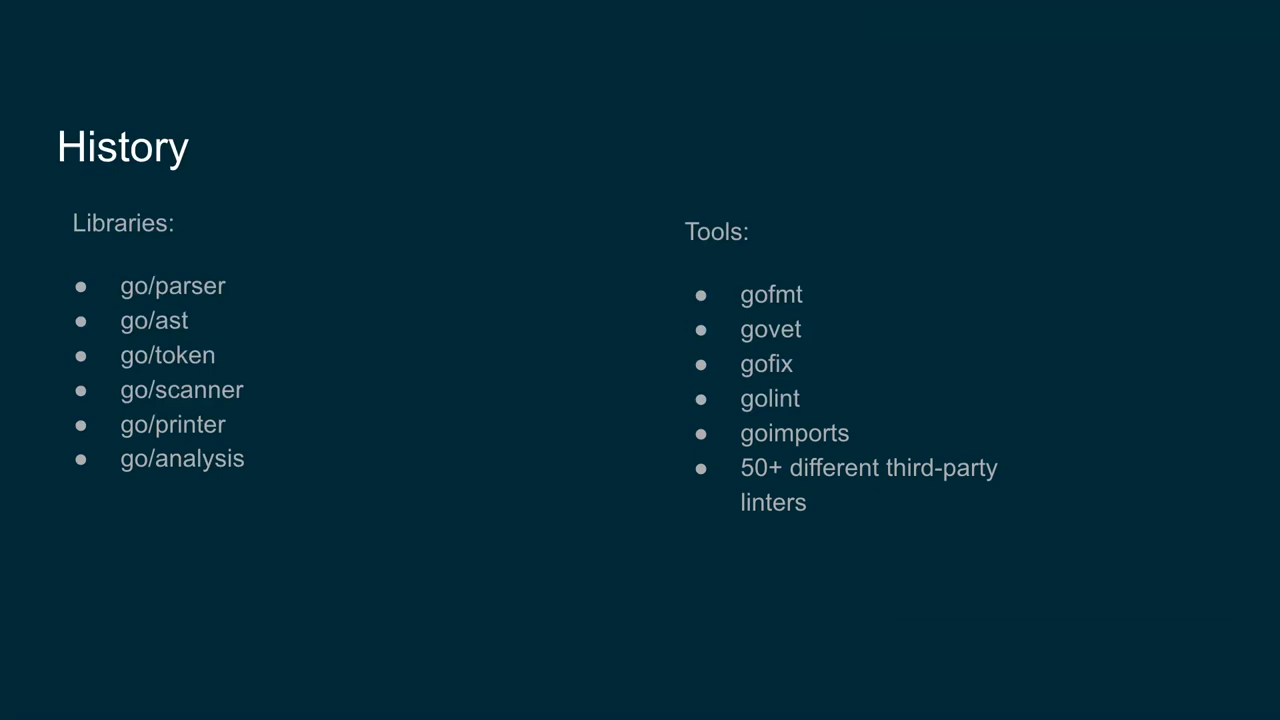 History
Libraries:
● go/parser
● go/ast
● go/token
● go/scanner
● go/printer
● go/analysis
Tools:
● gofmt
● govet
● gofix
● golint
● goimports
● 50+ different third-party
linters